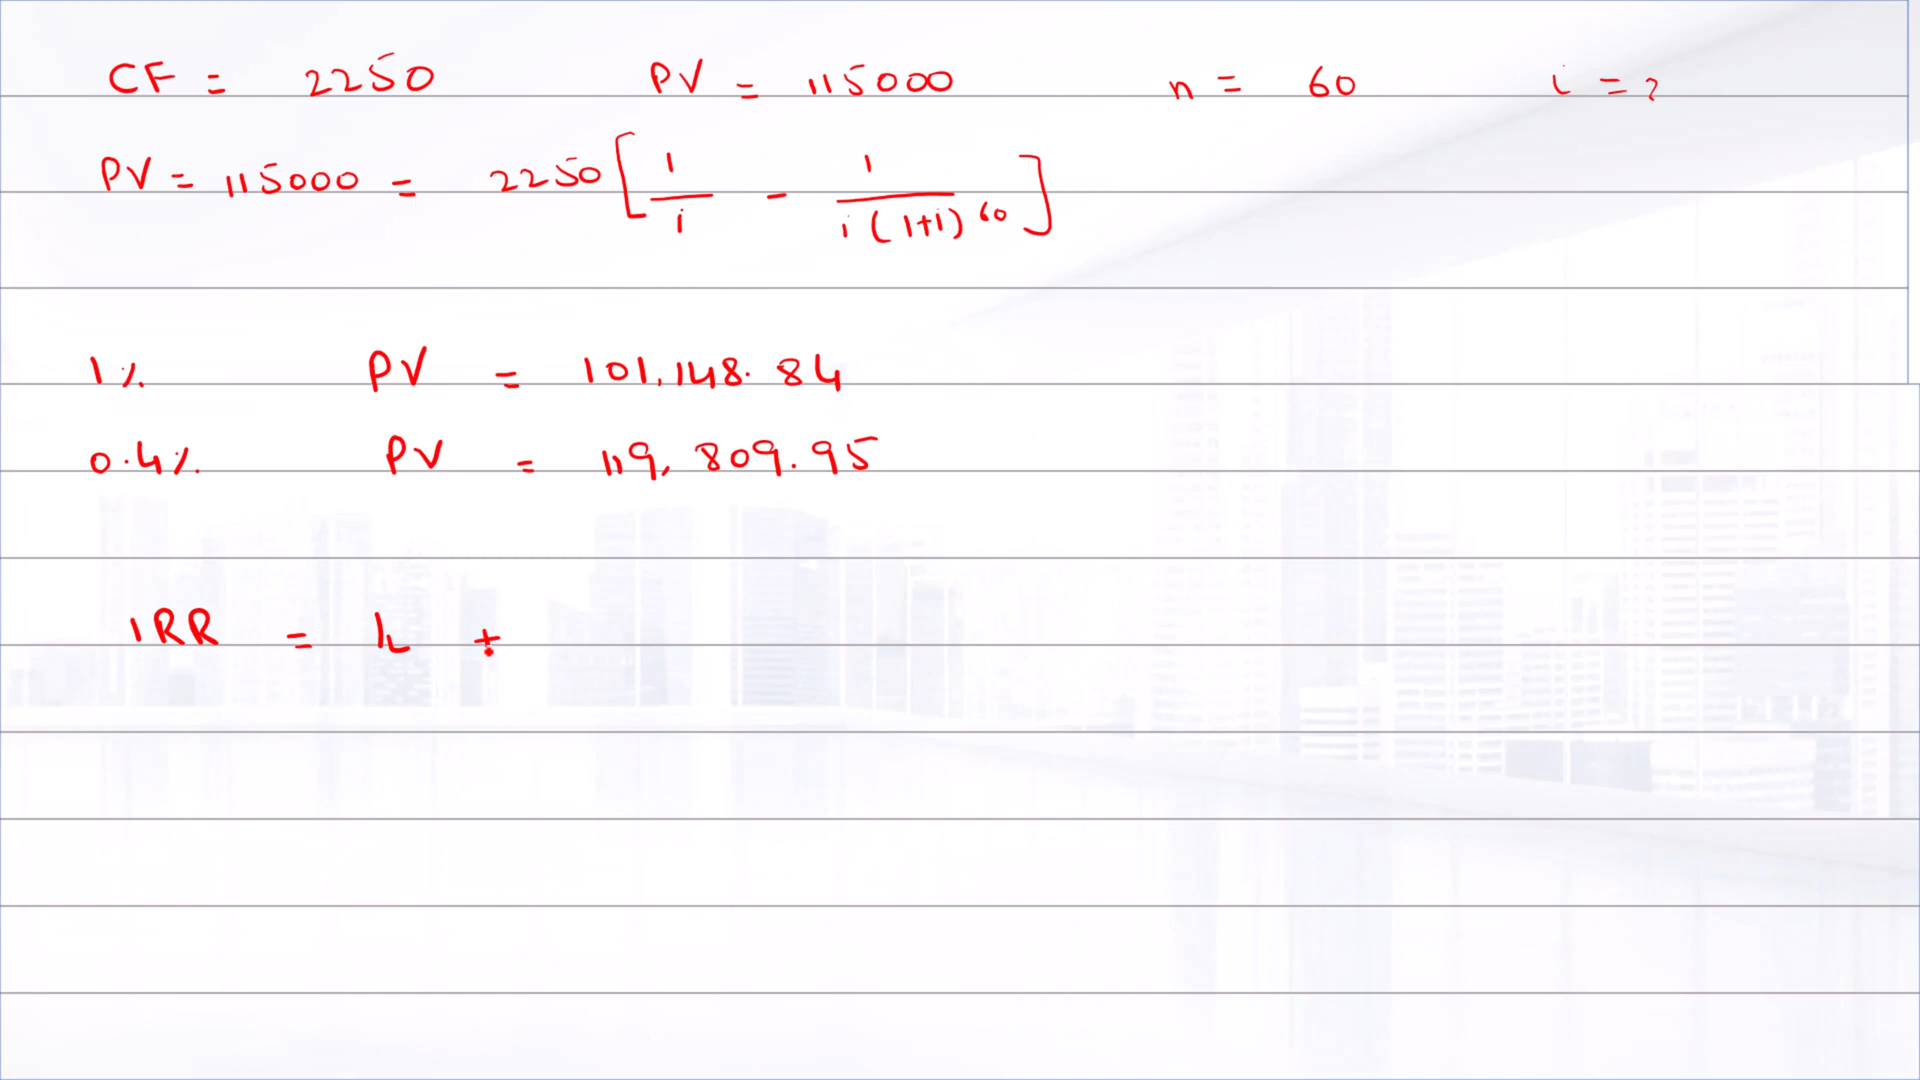 CF = 2250 PV = 115000 n = 60 i = ?
PV = 115000 = 2250 [ 1/i - 1/i(1+i)^60 ]
1% PV = 101,148.84
0.4% PV = 119,809.95
IRR = IL +